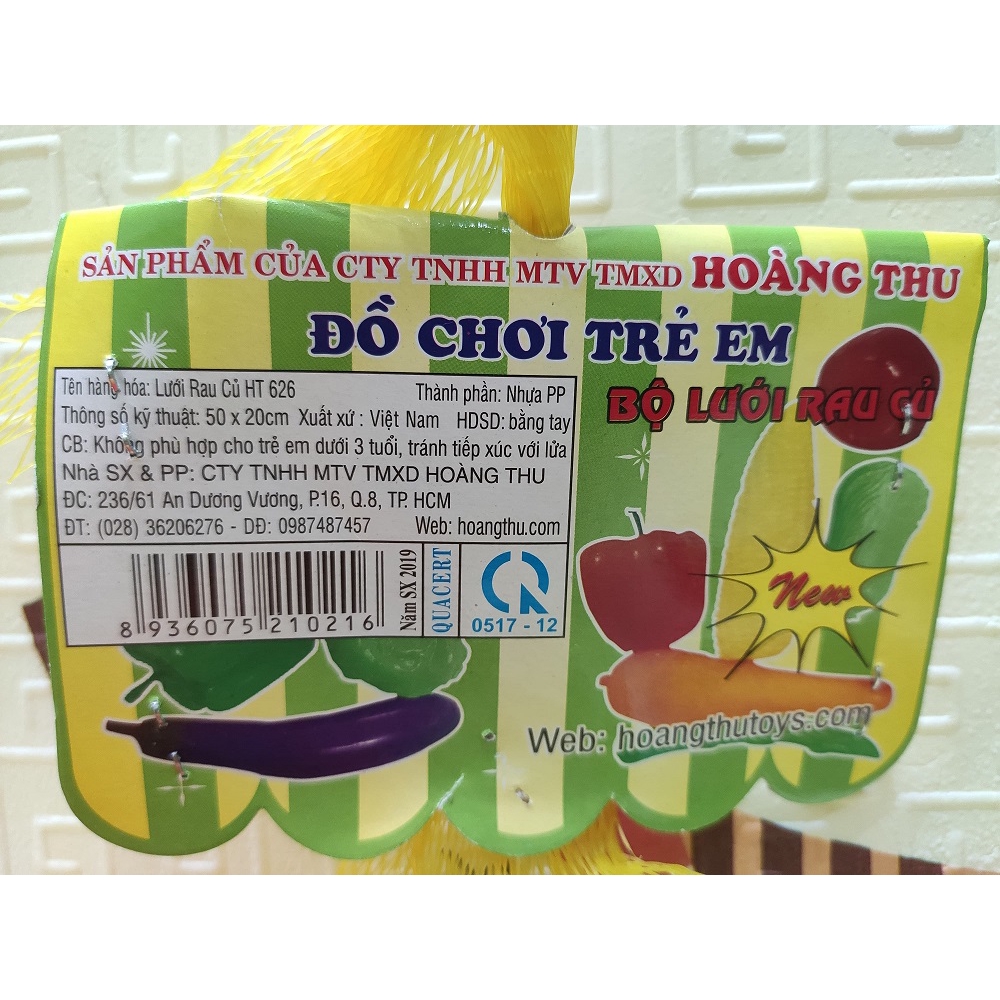 SẢN PHẨM CỦA CTY TNHH MTV TMXD HOÀNG THU
ĐỒ CHƠI TRẺ EM
BỘ LƯỚI RAU CỦ
Tên hàng hóa: Lưới Rau Củ HT 626 Thành phần: Nhựa PP
Thông số kỹ thuật: 50 x 20cm Xuất xứ : Việt Nam HDSD: bằng tay
CB: Không phù hợp cho trẻ em dưới 3 tuổi, tránh tiếp xúc với lửa
Nhà SX & PP: CTY TNHH MTV TMXD HOÀNG THU
ĐC: 236/61 An Dương Vương, P.16, Q.8, TP. HCM
ĐT: (028) 36206276 - DĐ: 0987487457 Web: hoangthu.com
8 936075 210216
Năm SX 2019
QUACERT
0517 - 12
New
Web: hoangthutoys.com